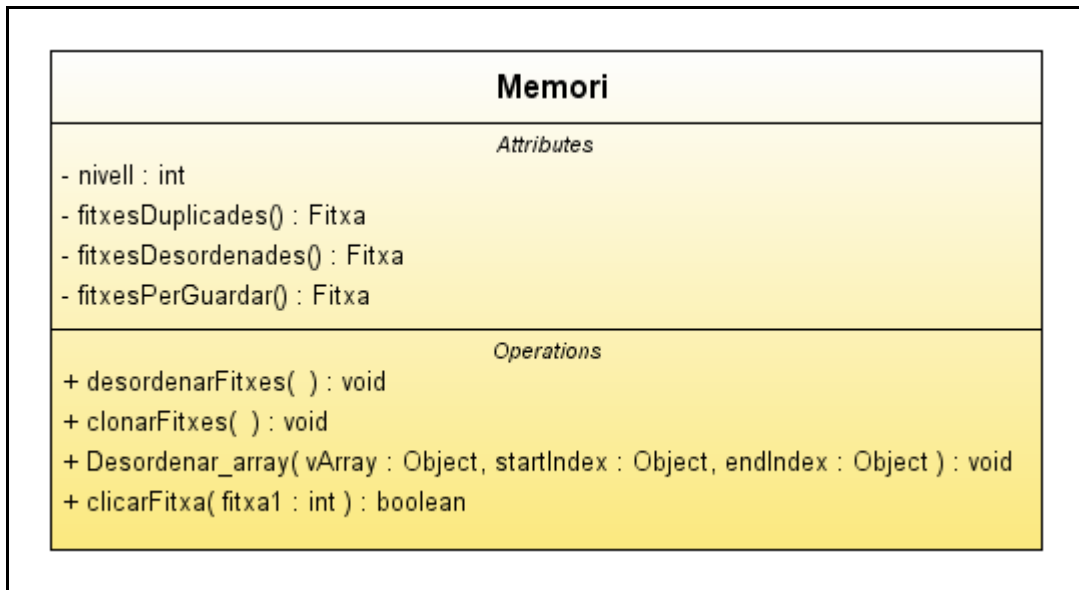 Memori
Attributes
- nivell : int
- fitxesDuplicades() : Fitxa
- fitxesDesordenades() : Fitxa
- fitxesPerGuardar() : Fitxa
Operations
+ desordenarFitxes( ) : void
+ clonarFitxes( ) : void
+ Desordenar_array( vArray : Object, startIndex : Object, endIndex : Object ) : void
+ clicarFitxa( fitxa1 : int ) : boolean